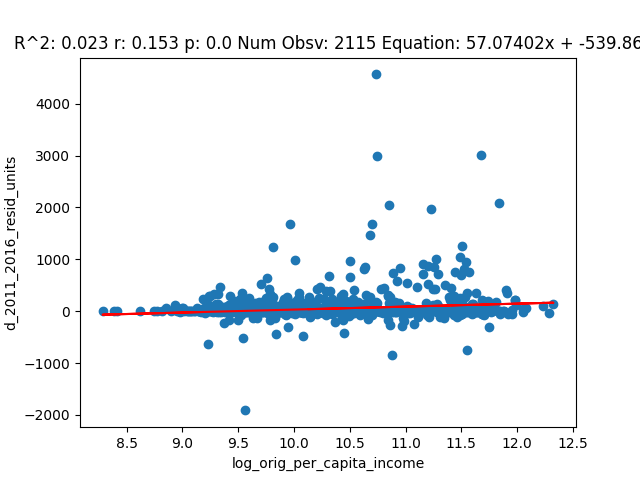 R^2: 0.023 r: 0.153 p: 0.0 Num Obsv: 2115 Equation: 57.07402x + -539.86
4000
3000
2000
1000
0
−1000
−2000
d_2011_2016_resid_units
8.5 9.0 9.5 10.0 10.5 11.0 11.5 12.0 12.5
log_orig_per_capita_income